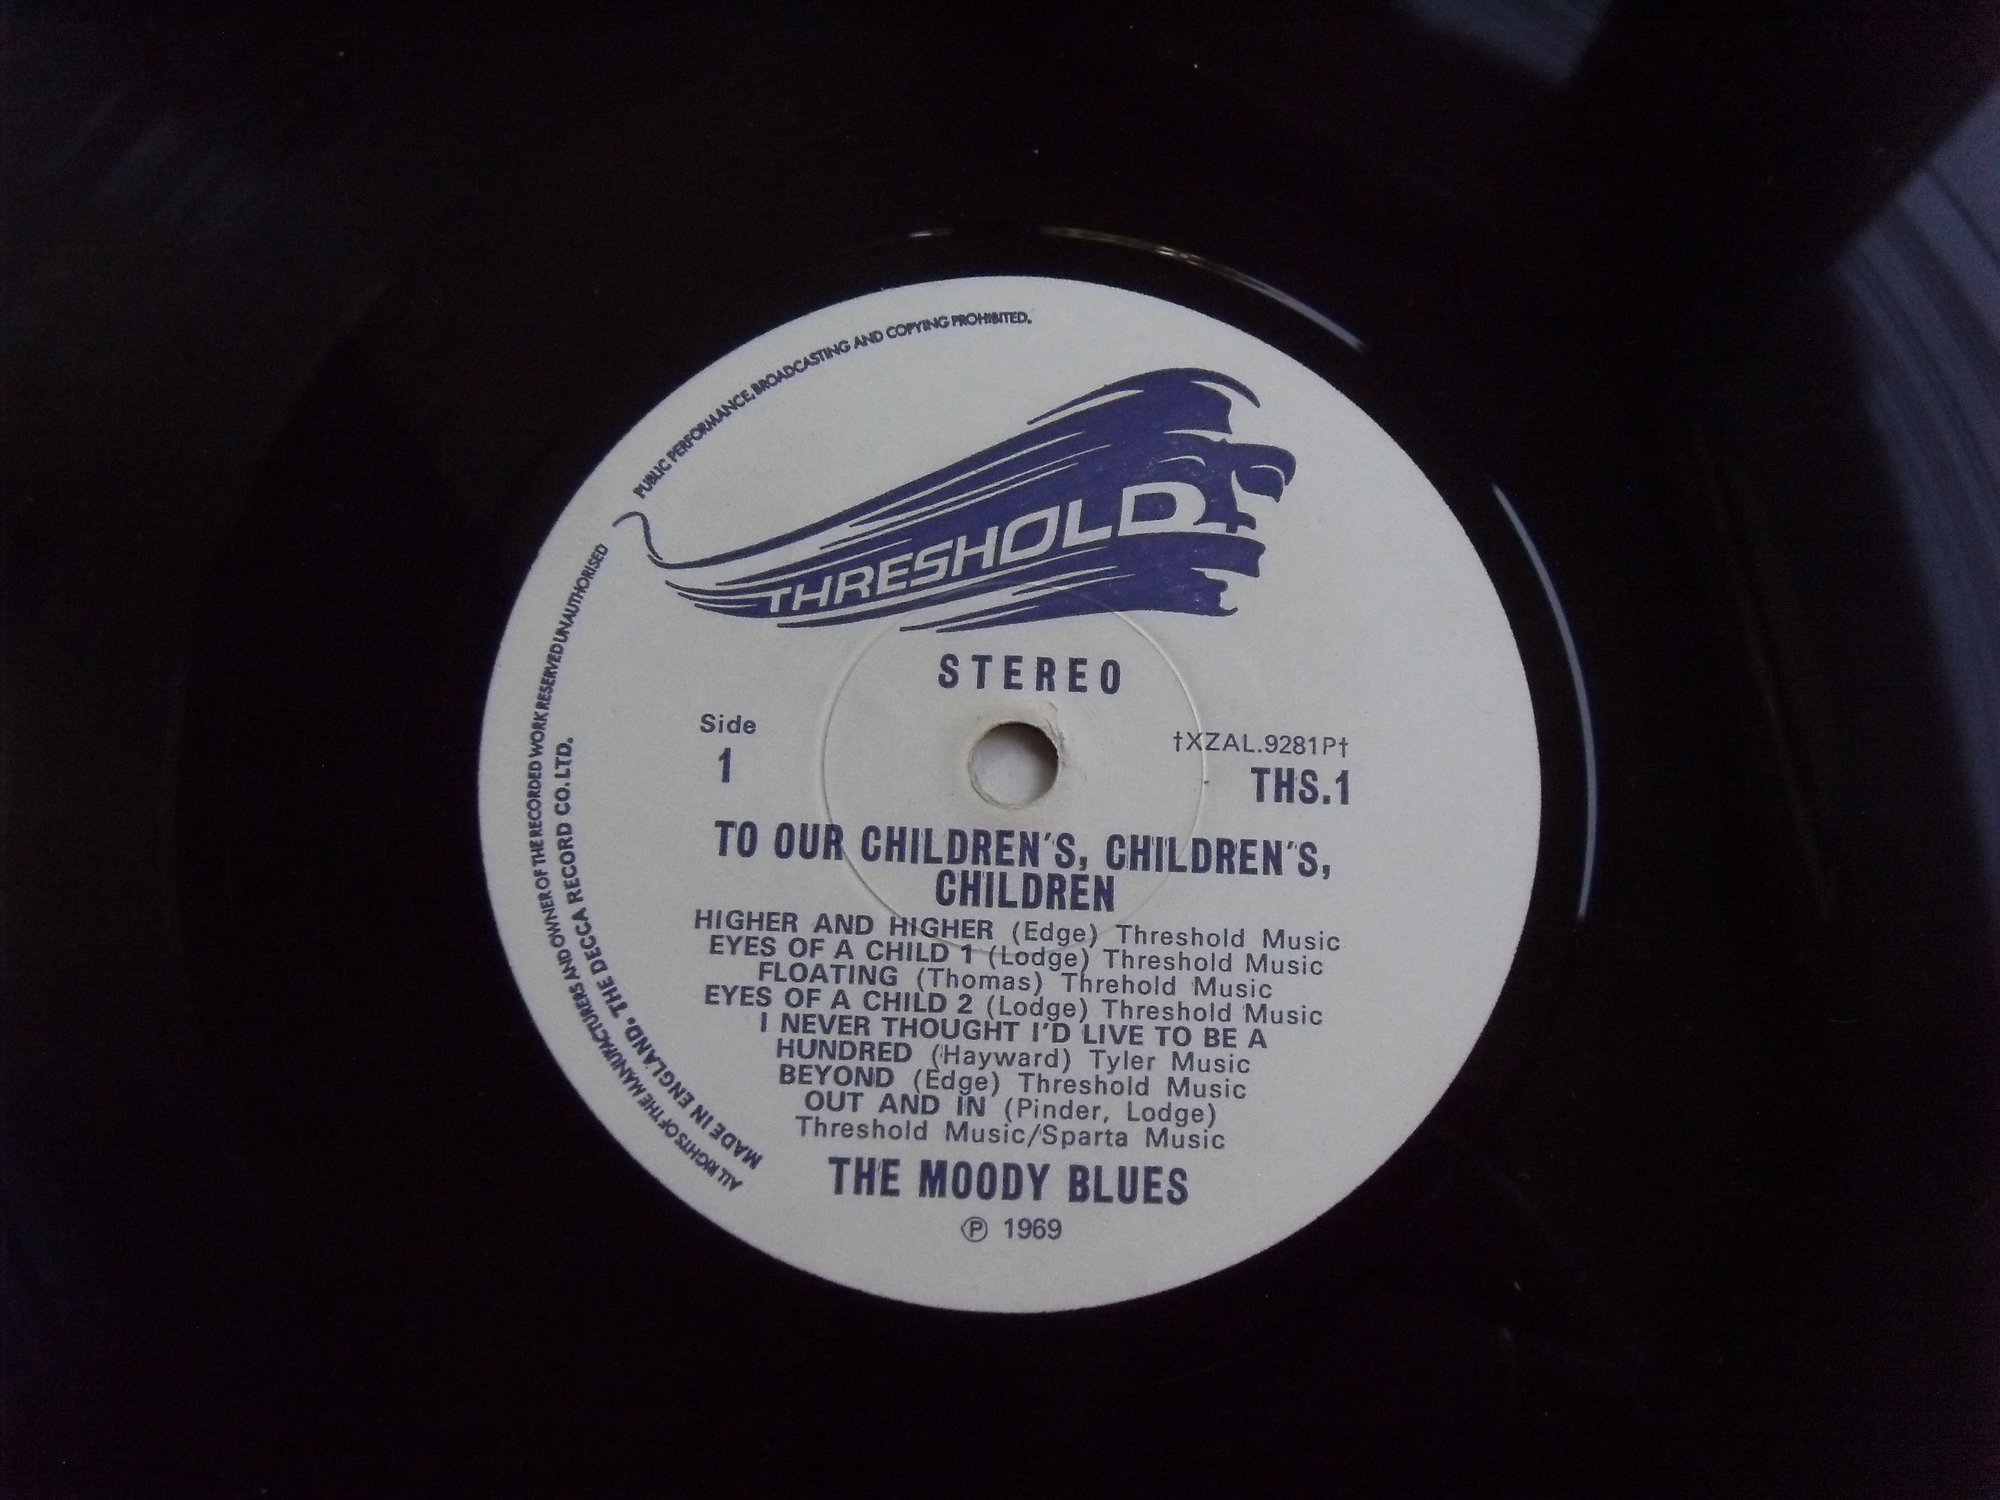 PUBLIC PERFORMANCE, BROADCASTING AND COPYING PROHIBITED.
ALL RIGHTS OF THE MANUFACTURERS AND OWNER OF THE RECORDED WORK RESERVED UNAUTHORISED
MADE IN ENGLAND. THE DECCA RECORD CO. LTD.
THRESHOLD
STEREO
Side
1
†XZAL.9281P†
THS.1
TO OUR CHILDREN'S, CHILDREN'S,
CHILDREN
HIGHER AND HIGHER (Edge) Threshold Music
EYES OF A CHILD 1 (Lodge) Threshold Music
FLOATING (Thomas) Threhold Music
EYES OF A CHILD 2 (Lodge) Threshold Music
I NEVER THOUGHT I'D LIVE TO BE A
HUNDRED (Hayward) Tyler Music
BEYOND (Edge) Threshold Music
OUT AND IN (Pinder, Lodge)
Threshold Music/Sparta Music
THE MOODY BLUES
℗ 1969